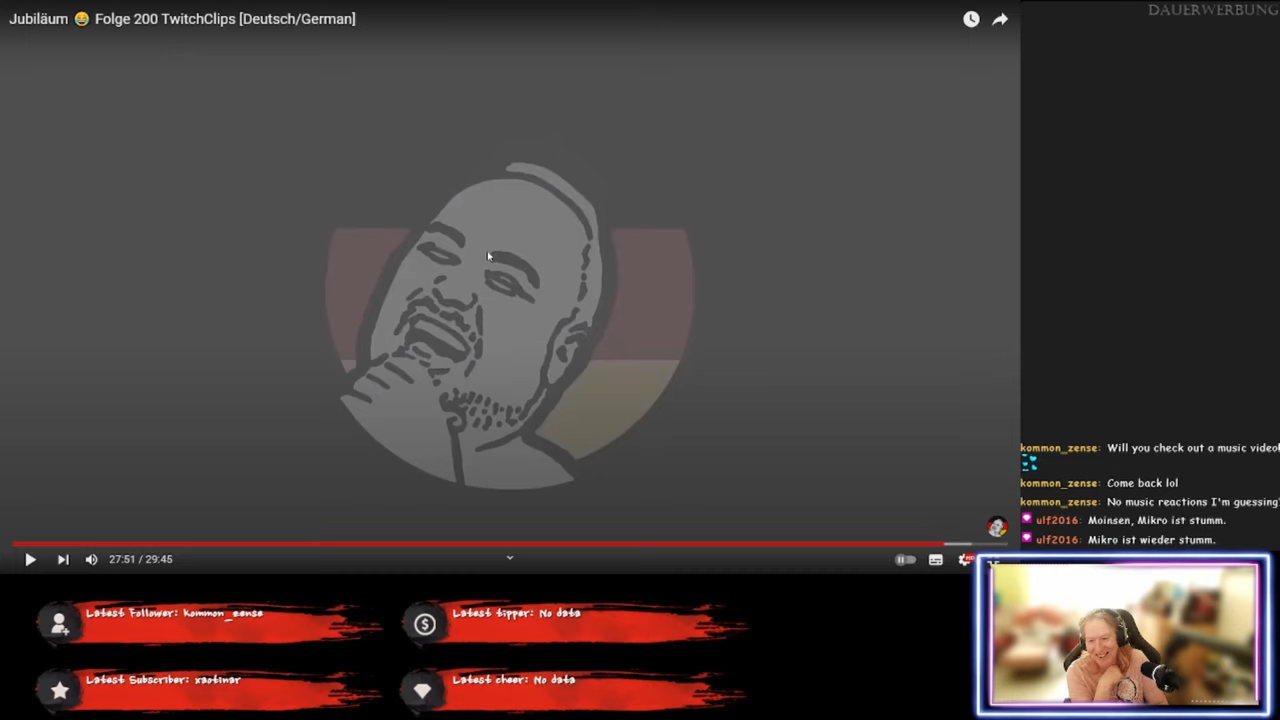 Jubiläum 😂 Folge 200 TwitchClips [Deutsch/German]
DAUERWERBUNG
kommon_zense: Will you check out a music video
kommon_zense: Come back lol
kommon_zense: No music reactions I'm guessing
ulf2016: Moinsen, Mikro ist stumm.
ulf2016: Mikro ist wieder stumm.
27:51 / 29:45
Latest Follower: kommon_zense
Latest tipper: No data
Latest Subscriber: xaotinar
Latest cheer: No data